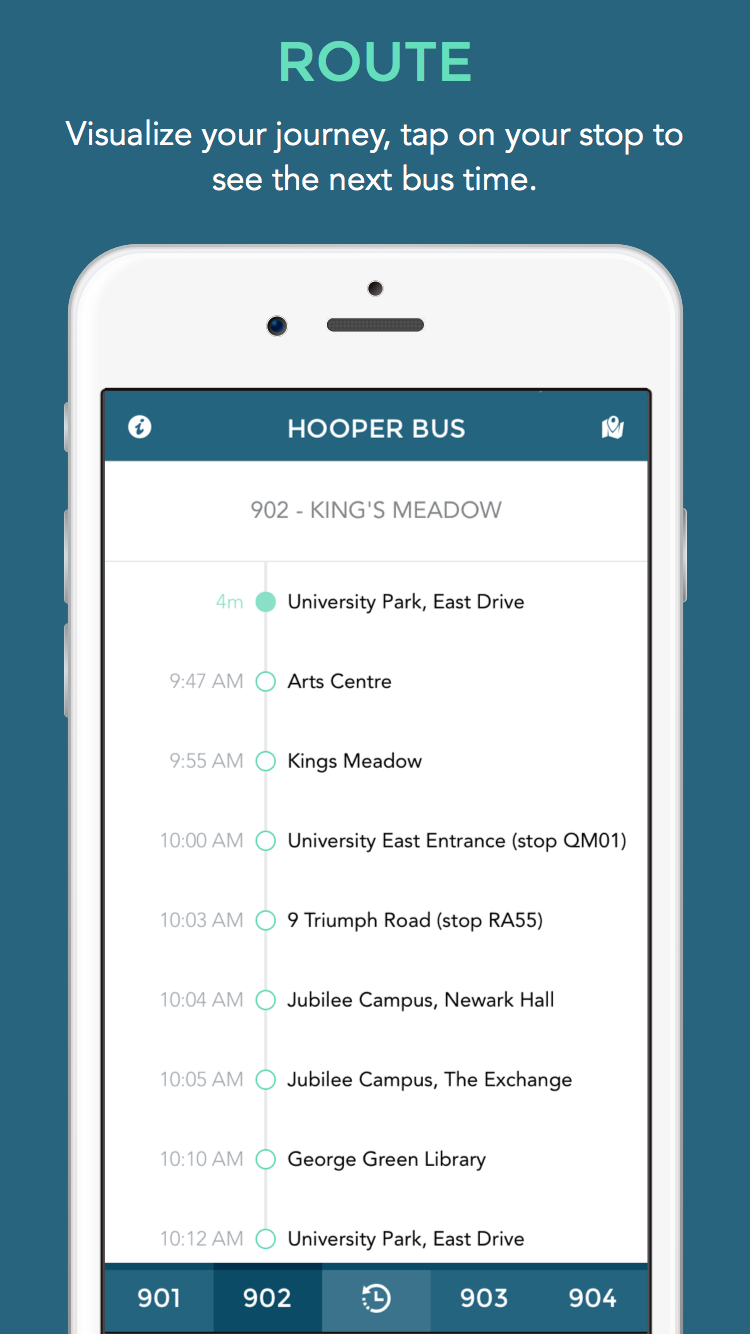 ROUTE
Visualize your journey, tap on your stop to
see the next bus time.
HOOPER BUS
902 - KING'S MEADOW
4m University Park, East Drive
9:47 AM Arts Centre
9:55 AM Kings Meadow
10:00 AM University East Entrance (stop QM01)
10:03 AM 9 Triumph Road (stop RA55)
10:04 AM Jubilee Campus, Newark Hall
10:05 AM Jubilee Campus, The Exchange
10:10 AM George Green Library
10:12 AM University Park, East Drive
901 902 903 904